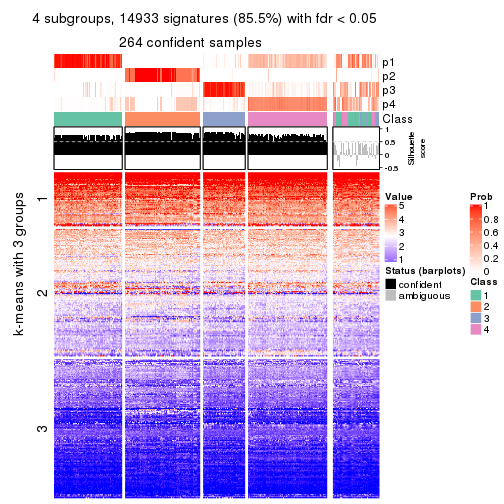 4 subgroups, 14933 signatures (85.5%) with fdr < 0.05
264 confident samples
p1
p2
p3
p4
Class
1
0.5
0
-0.5
Silhouette
score
k-means with 3 groups
1
2
3
Value
5
4
3
2
1
Status (barplots)
confident
ambiguous
Prob
1
0.8
0.6
0.4
0.2
0
Class
1
2
3
4